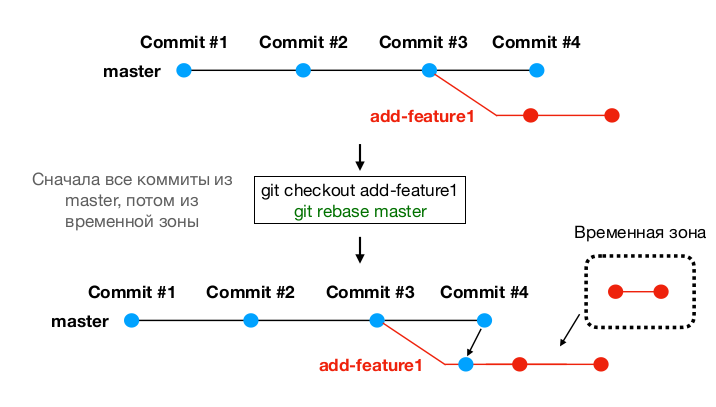 Commit #1 Commit #2 Commit #3 Commit #4
master
add-feature1
Сначала все коммиты из
master, потом из
временной зоны
git checkout add-feature1
git rebase master
Временная зона
Commit #1 Commit #2 Commit #3 Commit #4
master
add-feature1